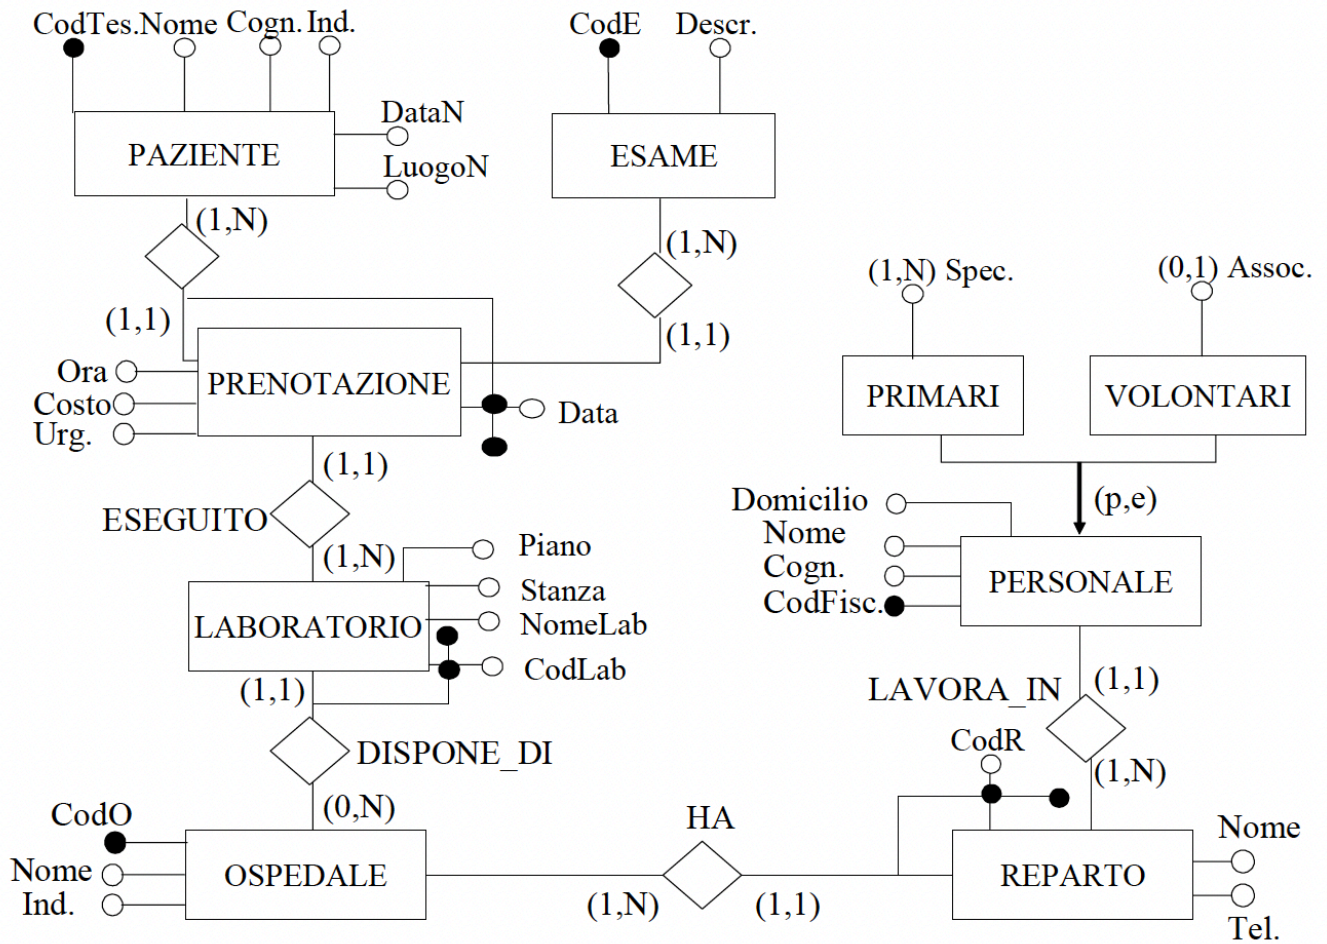 CodTes. Nome Cogn. Ind.
CodE Descr.
DataN
PAZIENTE
LuogoN
ESAME
(1,N)
(1,N)
(1,N) Spec.
(0,1) Assoc.
(1,1)
(1,1)
Ora
PRENOTAZIONE
Costo
Urg.
Data
PRIMARI
VOLONTARI
(1,1)
ESEGUITO
(p,e)
Domicilio
Nome
Cogn.
CodFisc.
PERSONALE
(1,N)
Piano
Stanza
LABORATORIO
NomeLab
CodLab
(1,1)
LAVORA_IN
(1,1)
DISPONE_DI
CodR
(1,N)
(0,N)
CodO
HA
Nome
Nome
Ind.
OSPEDALE
REPARTO
(1,N)
(1,1)
Tel.